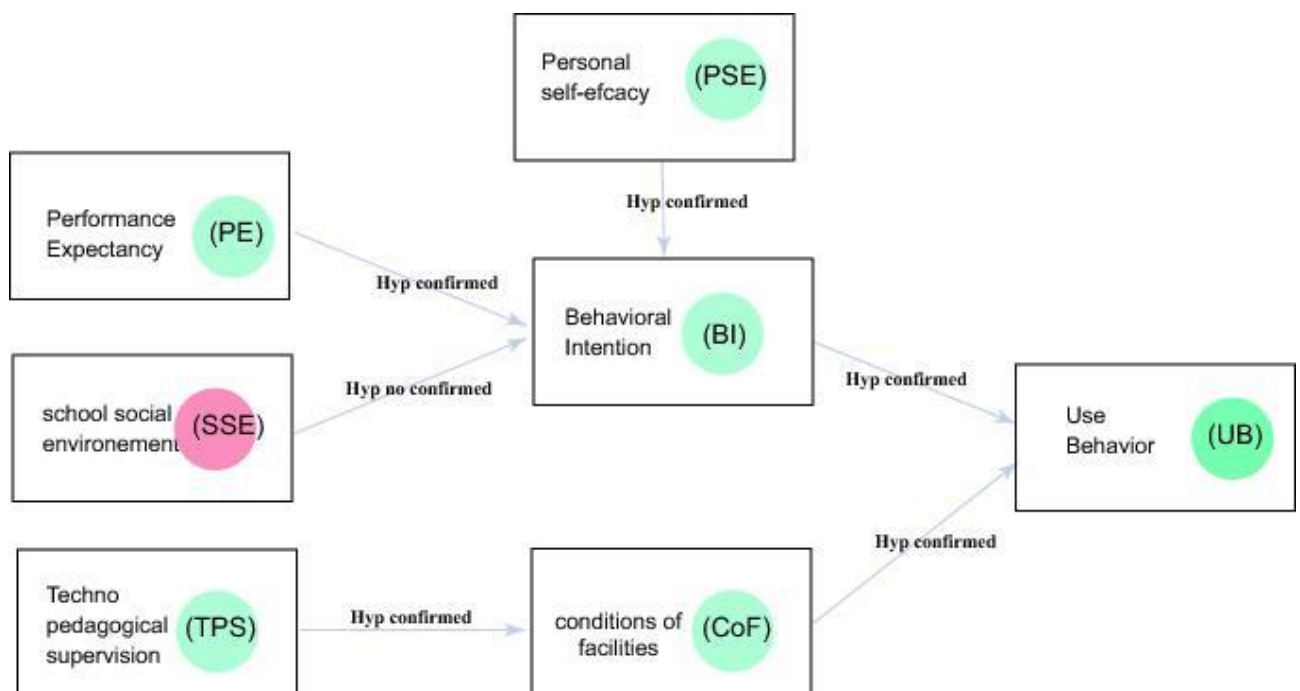 Personal
self-efcacy
(PSE)
Hyp confirmed
Performance
Expectancy
(PE)
Hyp confirmed
Behavioral
Intention
(BI)
school social
environement
(SSE)
Hyp no confirmed
Hyp confirmed
Use
Behavior
(UB)
Techno
pedagogical
supervision
(TPS)
Hyp confirmed
conditions of
facilities
(CoF)
Hyp confirmed